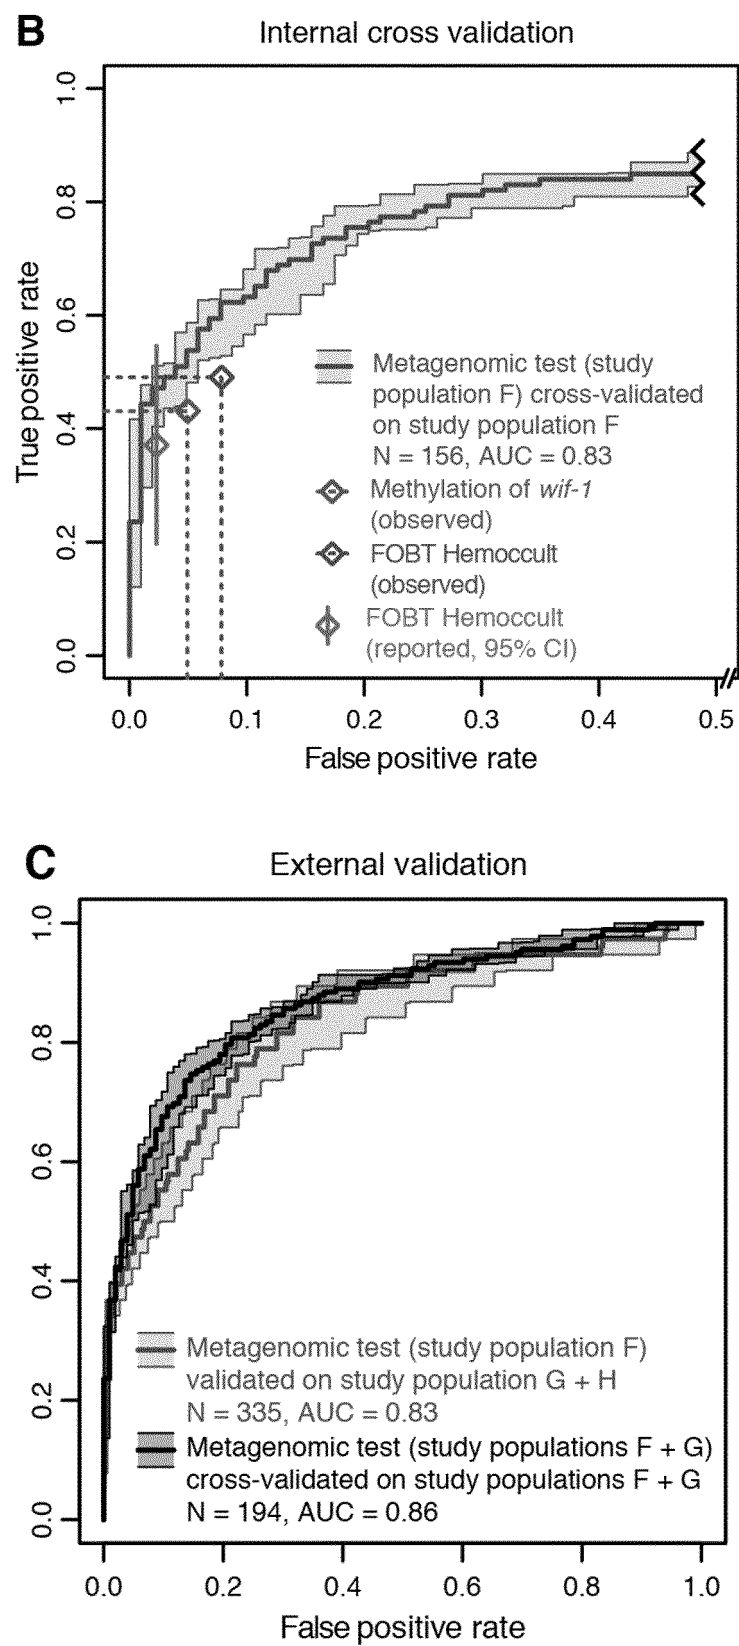 B
Internal cross validation
1.0
0.8
0.6
0.4
0.2
0.0
True positive rate
Metagenomic test (study
population F) cross-validated
on study population F
N = 156, AUC = 0.83
Methylation of wif-1
(observed)
FOBT Hemoccult
(observed)
FOBT Hemoccult
(reported, 95% CI)
0.0 0.1 0.2 0.3 0.4 0.5
False positive rate
C
External validation
1.0
0.8
0.6
0.4
0.2
0.0
True positive rate
Metagenomic test (study population F)
validated on study population G + H
N = 335, AUC = 0.83
Metagenomic test (study populations F + G)
cross-validated on study populations F + G
N = 194, AUC = 0.86
0.0 0.2 0.4 0.6 0.8 1.0
False positive rate